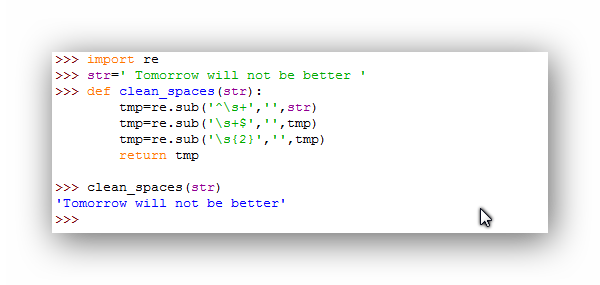 >>> import re
>>> str=' Tomorrow will not be better '
>>> def clean_spaces(str):
        tmp=re.sub('^\s+','',str)
        tmp=re.sub('\s+$','',tmp)
        tmp=re.sub('\s{2}','',tmp)
        return tmp

>>> clean_spaces(str)
'Tomorrow will not be better'
>>>